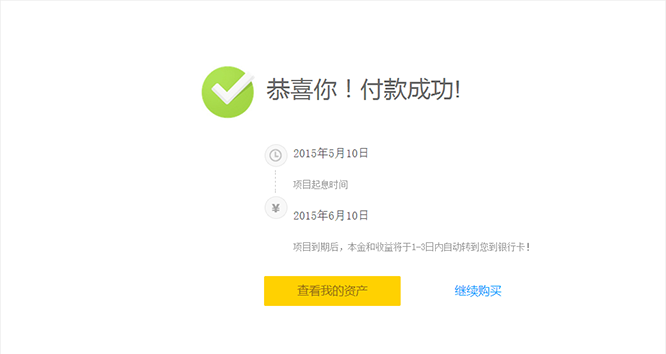 恭喜你！付款成功!
2015年5月10日
项目起息时间
¥
2015年6月10日
项目到期后，本金和收益将于1-3日内自动转到您到银行卡!
查看我的资产
继续购买